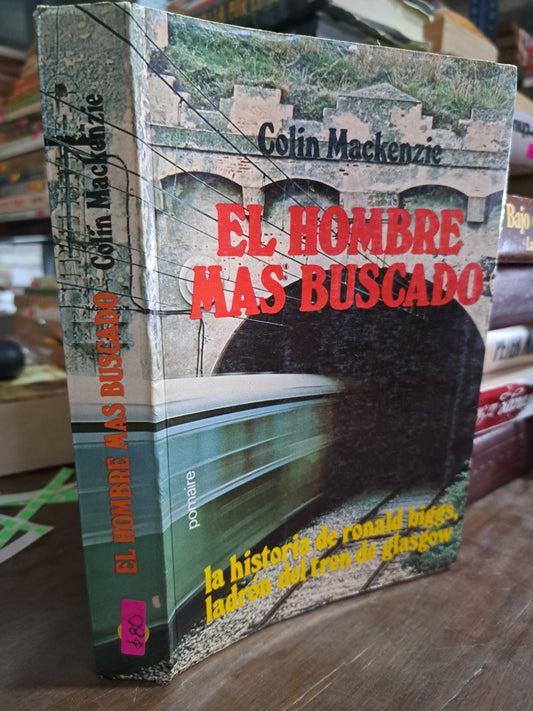 Colin Mackenzie
EL HOMBRE
MAS BUSCADO
pomaire
la historia de ronald biggs,
ladrón del tren de glasgow
EL HOMBRE MAS BUSCADO Colin Mackenzie
$80
Bajo